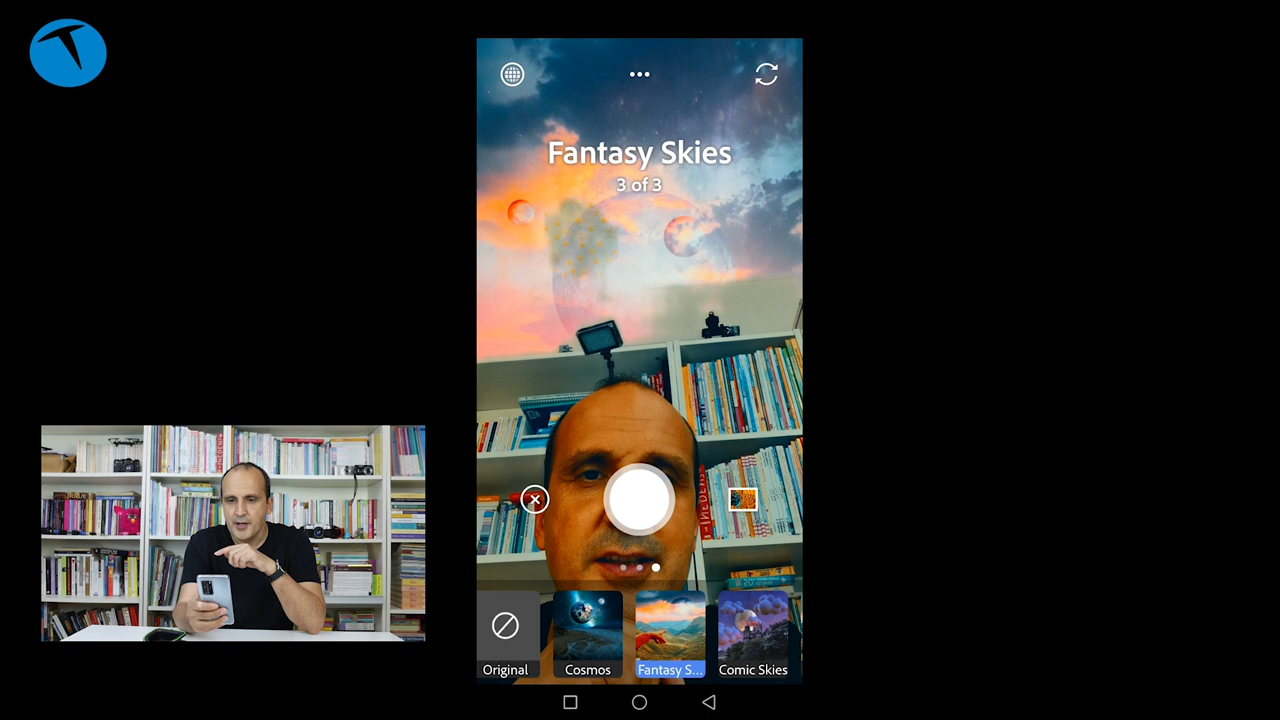 Fantasy Skies
3 of 3
Original
Cosmos
Fantasy S...
Comic Skies